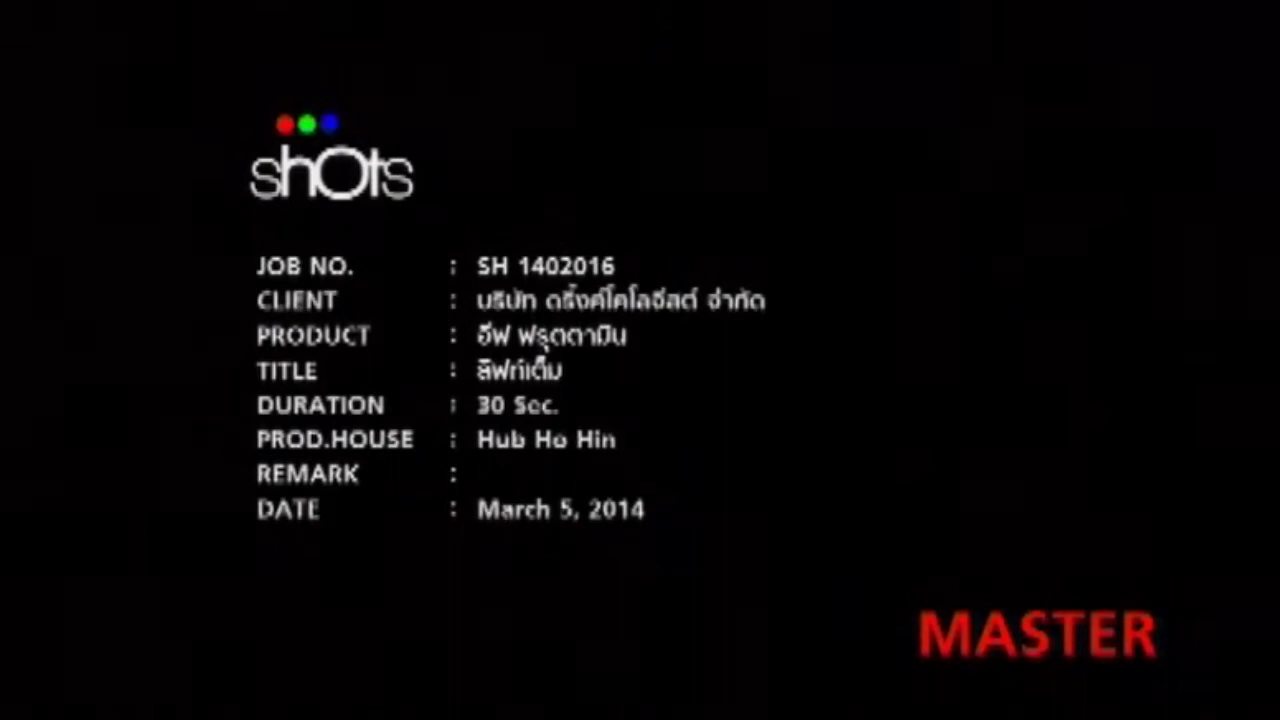 shOts
JOB NO. : SH 1402016
CLIENT : บริษัท ดริ๊งค์โคโลจีสต์ จำกัด
PRODUCT : อีฟ ฟรุตตามิน
TITLE : ลิฟท์เต็ม
DURATION : 30 Sec.
PROD.HOUSE : Hub Ho Hin
REMARK :
DATE : March 5, 2014
MASTER